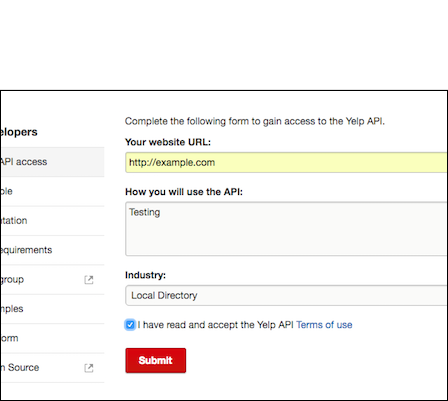 Complete the following form to gain access to the Yelp API.
elopers
Your website URL:
API access
http://example.com
ple
How you will use the API:
Testing
ntation
equirements
group
Industry:
Local Directory
mples
I have read and accept the Yelp API Terms of use
orm
Submit
n Source